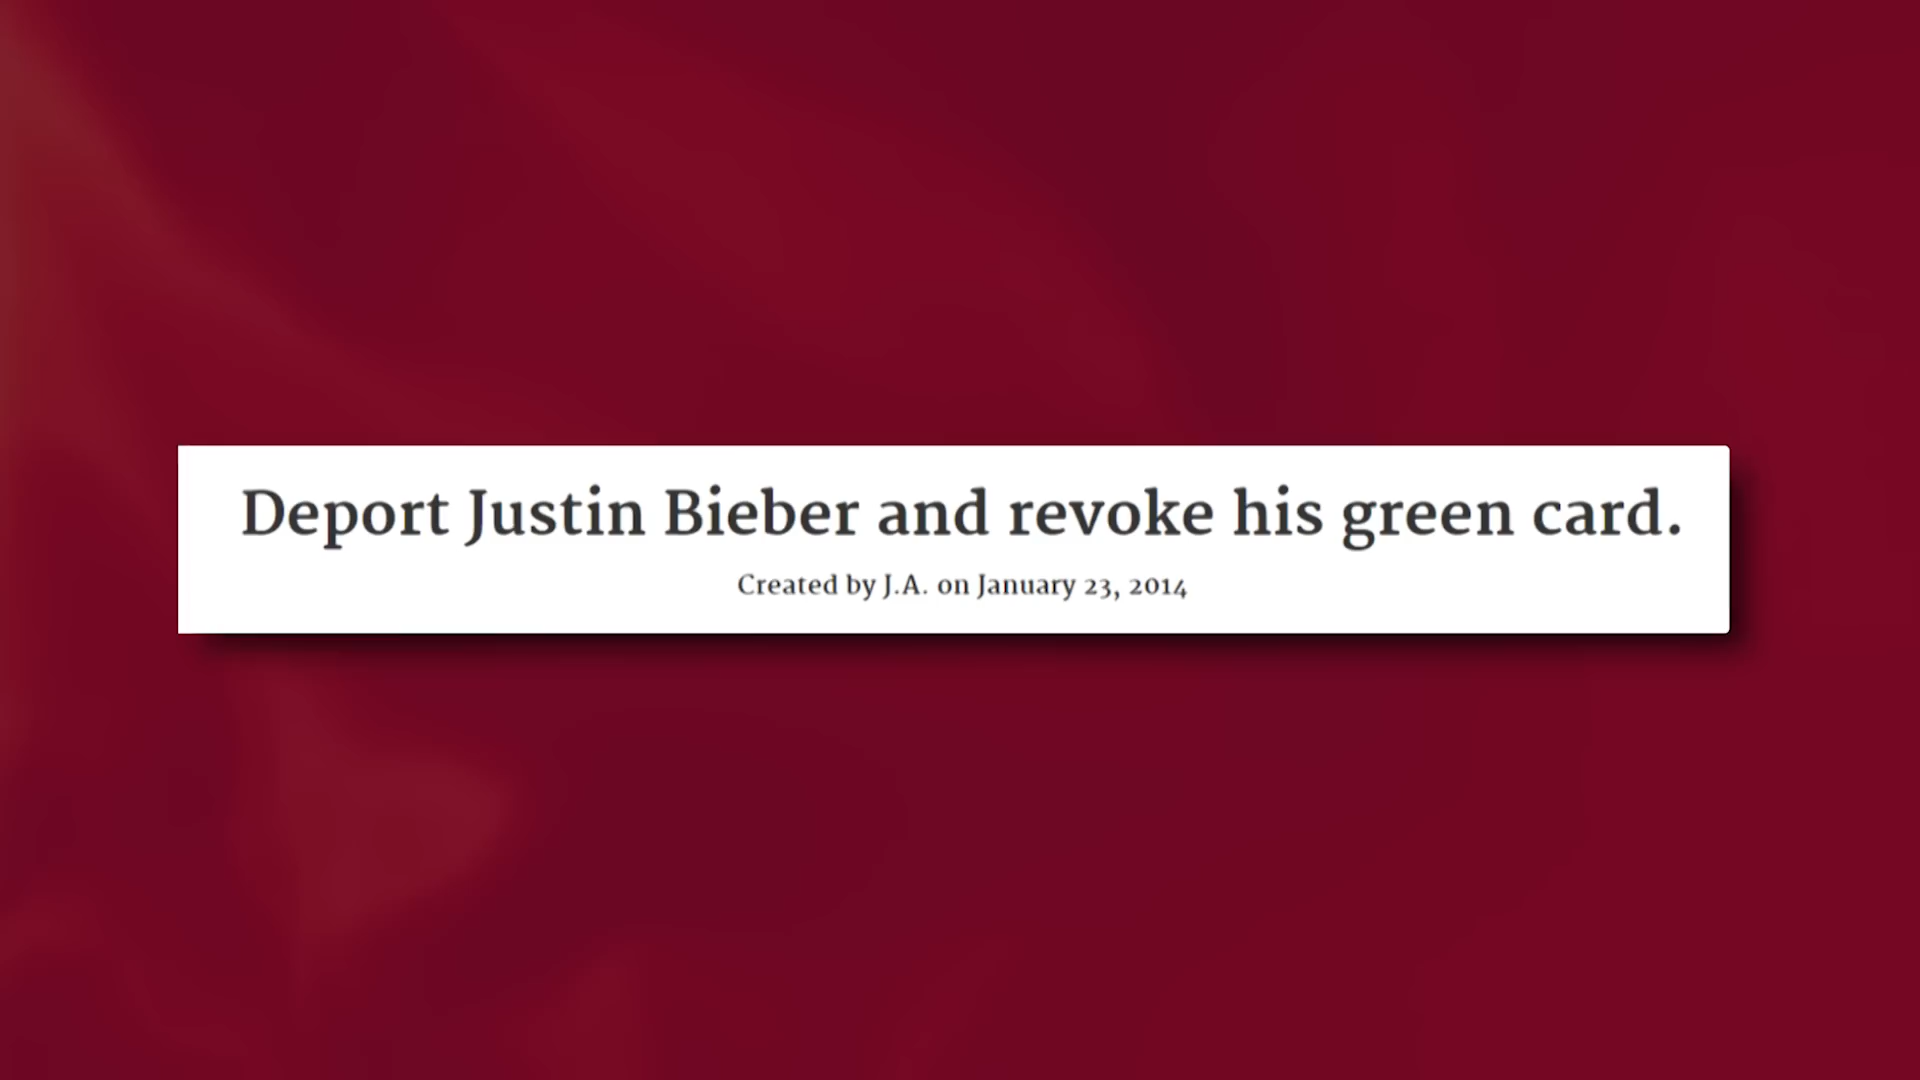 Deport Justin Bieber and revoke his green card.
Created by J.A. on January 23, 2014